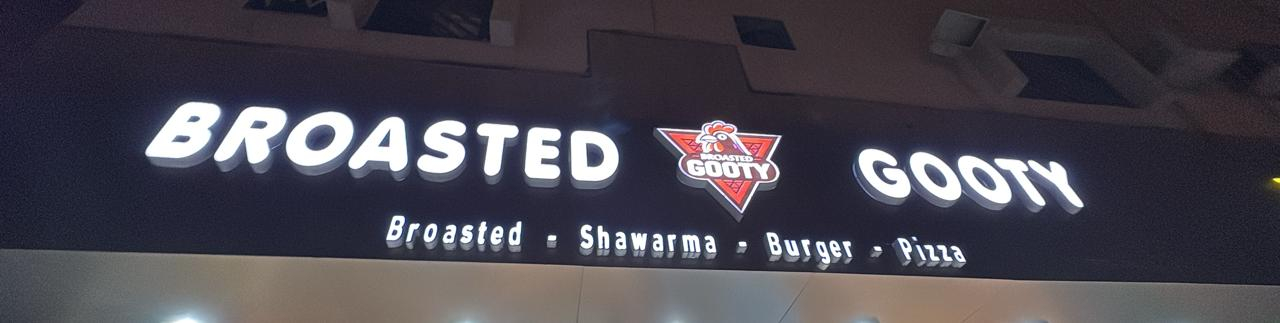 BROASTED GOOTY
BROASTED
GOOTY
Broasted - Shawarma - Burger - Pizza